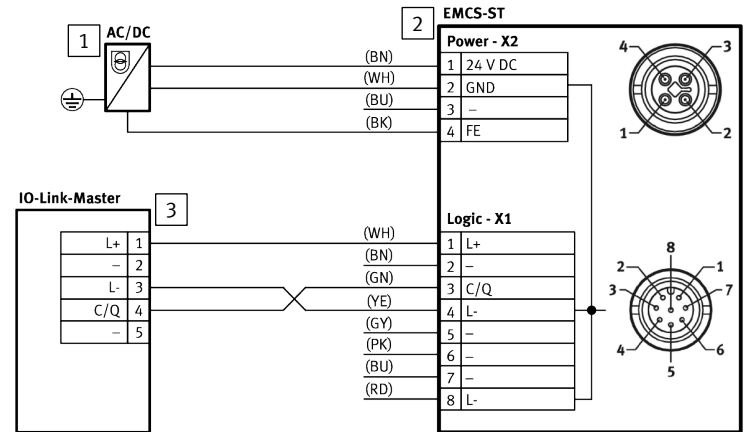 1
AC/DC
2
EMCS-ST
Power - X2
(BN) 1 24 V DC
(WH) 2 GND
(BU) 3 –
(BK) 4 FE
4 3
1 2
IO-Link-Master
3
Logic - X1
L+ 1 (WH) 1 L+
– 2 (BN) 2 –
L- 3 (GN) 3 C/Q
C/Q 4 (YE) 4 L-
– 5 (GY) 5 –
(PK) 6 –
(BU) 7 –
(RD) 8 L-
8
2 1
3 7
4 6
5